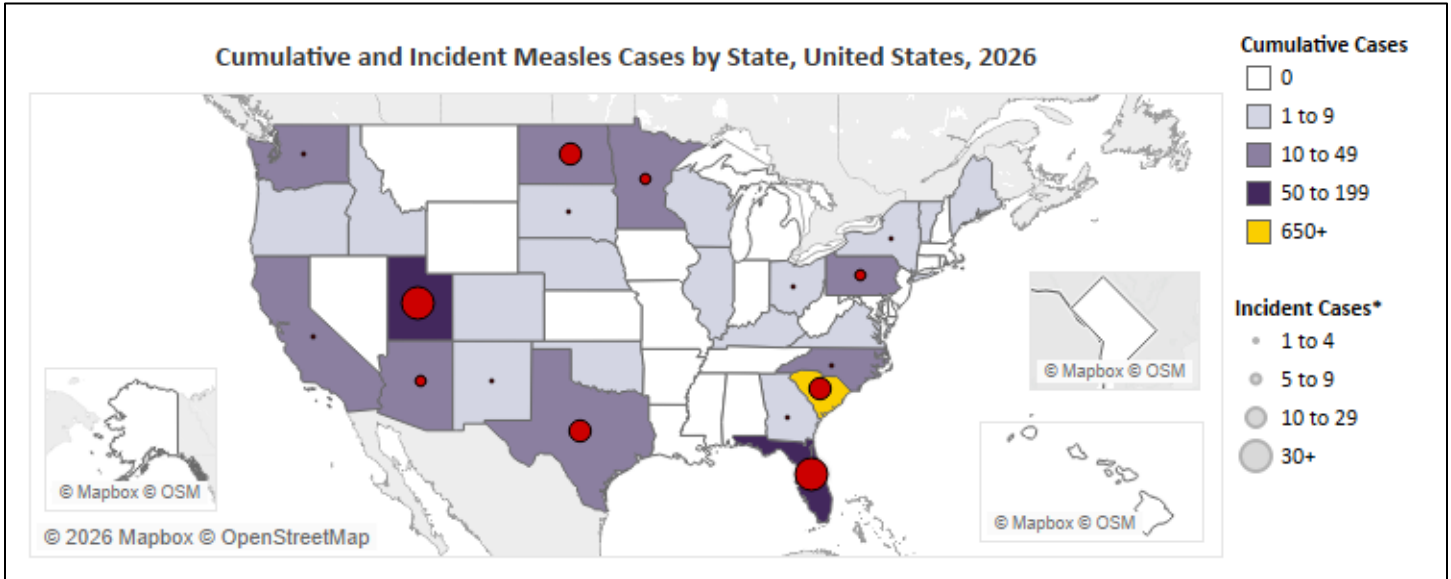 Cumulative and Incident Measles Cases by State, United States, 2026
Cumulative Cases
0
1 to 9
10 to 49
50 to 199
650+
Incident Cases*
1 to 4
5 to 9
10 to 29
30+
© Mapbox © OSM
© Mapbox © OSM
© Mapbox © OSM
© 2026 Mapbox © OpenStreetMap